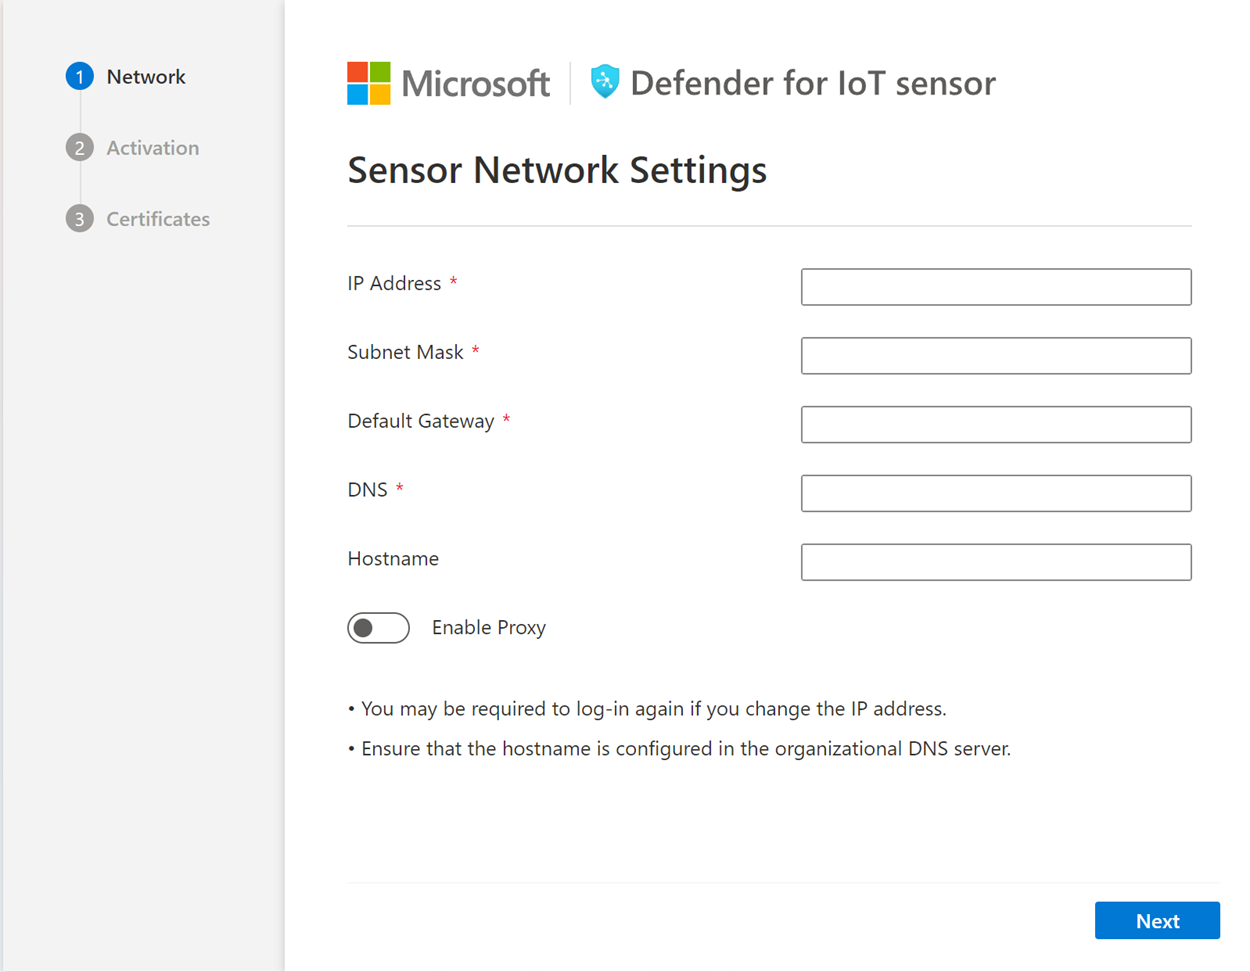 1 Network
2 Activation
3 Certificates
Microsoft Defender for IoT sensor
Sensor Network Settings
IP Address *
Subnet Mask *
Default Gateway *
DNS *
Hostname
Enable Proxy
• You may be required to log-in again if you change the IP address.
• Ensure that the hostname is configured in the organizational DNS server.
Next